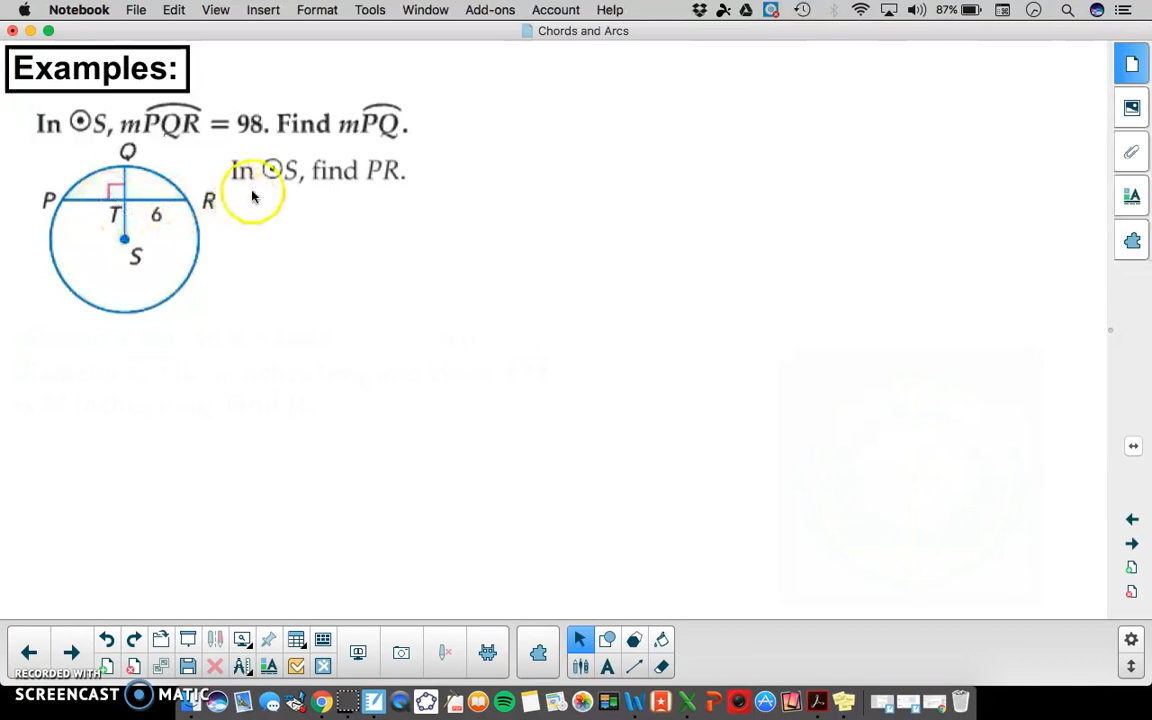 Notebook File Edit View Insert Format Tools Window Add-ons Account Help 87%
Chords and Arcs
Examples:
In ⊙S, mPQR = 98. Find mPQ.
Q
In ⊙S, find PR.
P R
T 6
S
RECORDED WITH
SCREENCAST MATIC